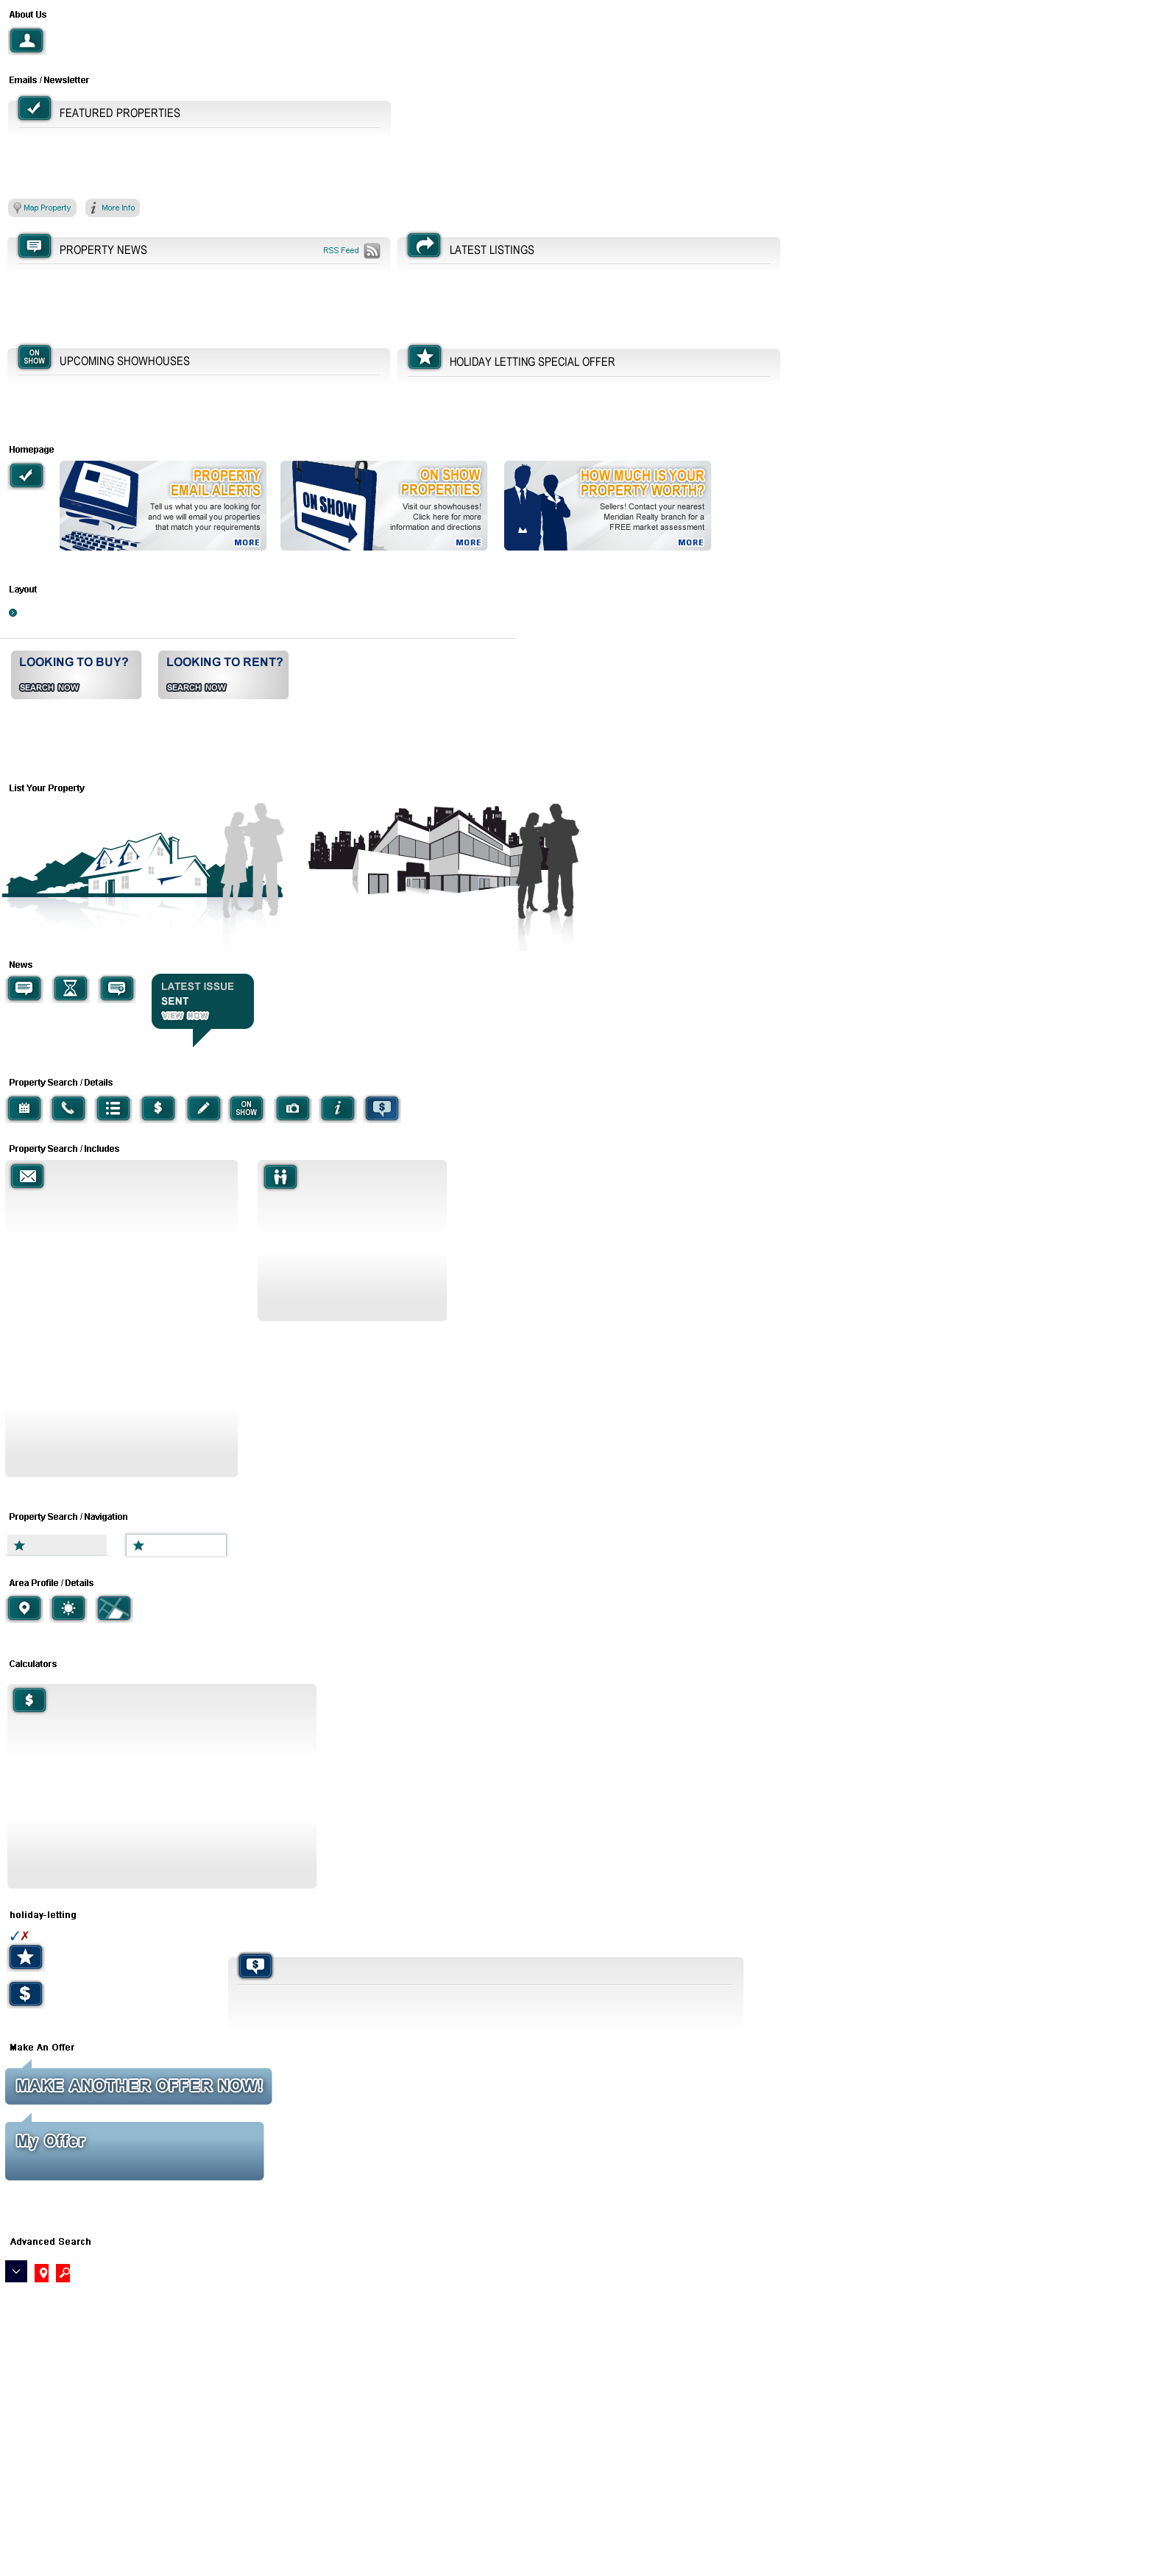 About Us
Emails / Newsletter
FEATURED PROPERTIES
Map Property
More Info
PROPERTY NEWS
RSS Feed
LATEST LISTINGS
ON
SHOW
UPCOMING SHOWHOUSES
HOLIDAY LETTING SPECIAL OFFER
Homepage
PROPERTY
EMAIL ALERTS
Tell us what you are looking for
and we will email you properties
that match your requirements
MORE
ON SHOW
ON SHOW
PROPERTIES
Visit our showhouses!
Click here for more
information and directions
MORE
HOW MUCH IS YOUR
PROPERTY WORTH?
Sellers! Contact your nearest
Meridian Realty branch for a
FREE market assessment
MORE
Layout
LOOKING TO BUY?
SEARCH NOW
LOOKING TO RENT?
SEARCH NOW
List Your Property
News
LATEST ISSUE
SENT
VIEW NOW
Property Search / Details
$
ON
SHOW
i
$
Property Search / Includes
Property Search / Navigation
Area Profile / Details
Calculators
$
holiday-letting
✓✗
$
$
Make An Offer
MAKE ANOTHER OFFER NOW!
My Offer
Advanced Search